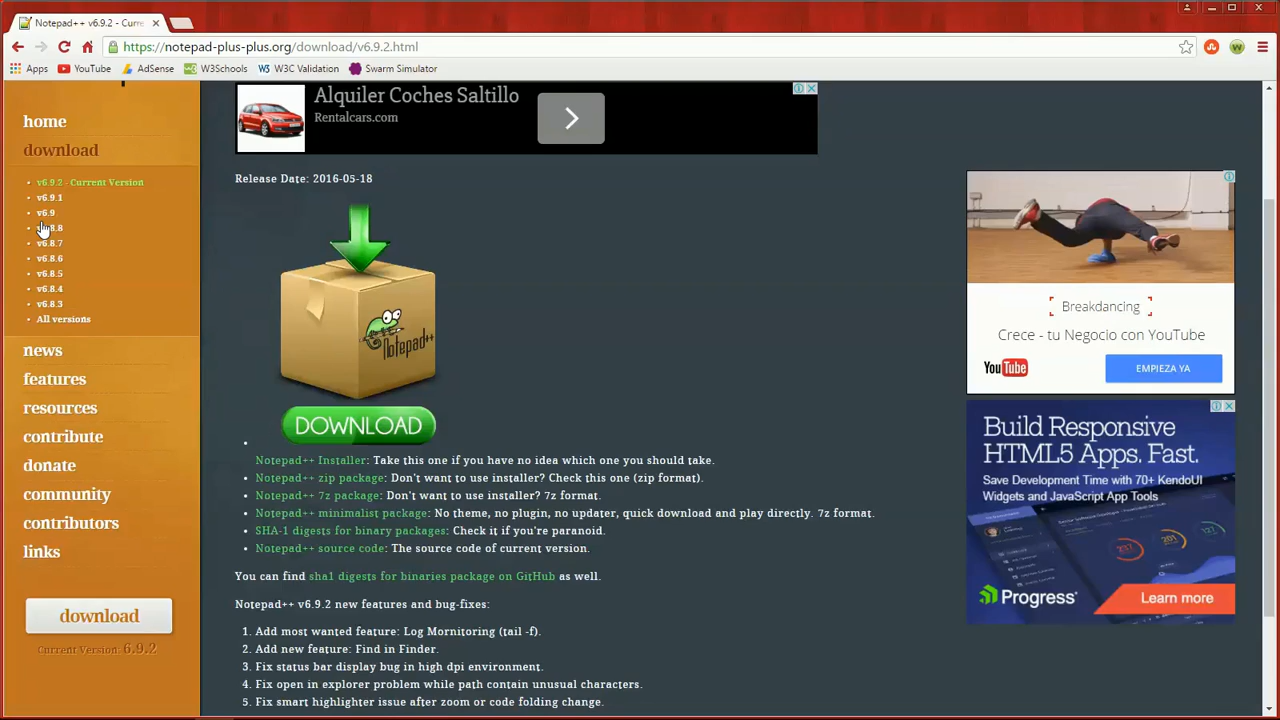 Notepad++ v6.9.2 - Curre
https://notepad-plus-plus.org/download/v6.9.2.html
Apps YouTube AdSense W3Schools W3C Validation Swarm Simulator
home
download
v6.9.2 - Current Version
v6.9.1
v6.9
8.8
v6.8.7
v6.8.6
v6.8.5
v6.8.4
v6.8.3
All versions
news
features
resources
contribute
donate
community
contributors
links
download
Current Version: 6.9.2
Alquiler Coches Saltillo
Rentalcars.com
Release Date: 2016-05-18
Notepad++
DOWNLOAD
Notepad++ Installer: Take this one if you have no idea which one you should take.
Notepad++ zip package: Don't want to use installer? Check this one (zip format).
Notepad++ 7z package: Don't want to use installer? 7z format.
Notepad++ minimalist package: No theme, no plugin, no updater, quick download and play directly. 7z format.
SHA-1 digests for binary packages: Check it if you're paranoid.
Notepad++ source code: The source code of current version.
You can find sha1 digests for binaries package on GitHub as well.
Notepad++ v6.9.2 new features and bug-fixes:
1. Add most wanted feature: Log Mornitoring (tail -f).
2. Add new feature: Find in Finder.
3. Fix status bar display bug in high dpi environment.
4. Fix open in explorer problem while path contain unusual characters.
5. Fix smart highlighter issue after zoom or code folding change.
Breakdancing
Crece - tu Negocio con YouTube
YouTube
EMPIEZA YA
Build Responsive
HTML5 Apps. Fast.
Save Development Time with 70+ KendoUI
Widgets and JavaScript App Tools
237
201
127
Progress
Learn more